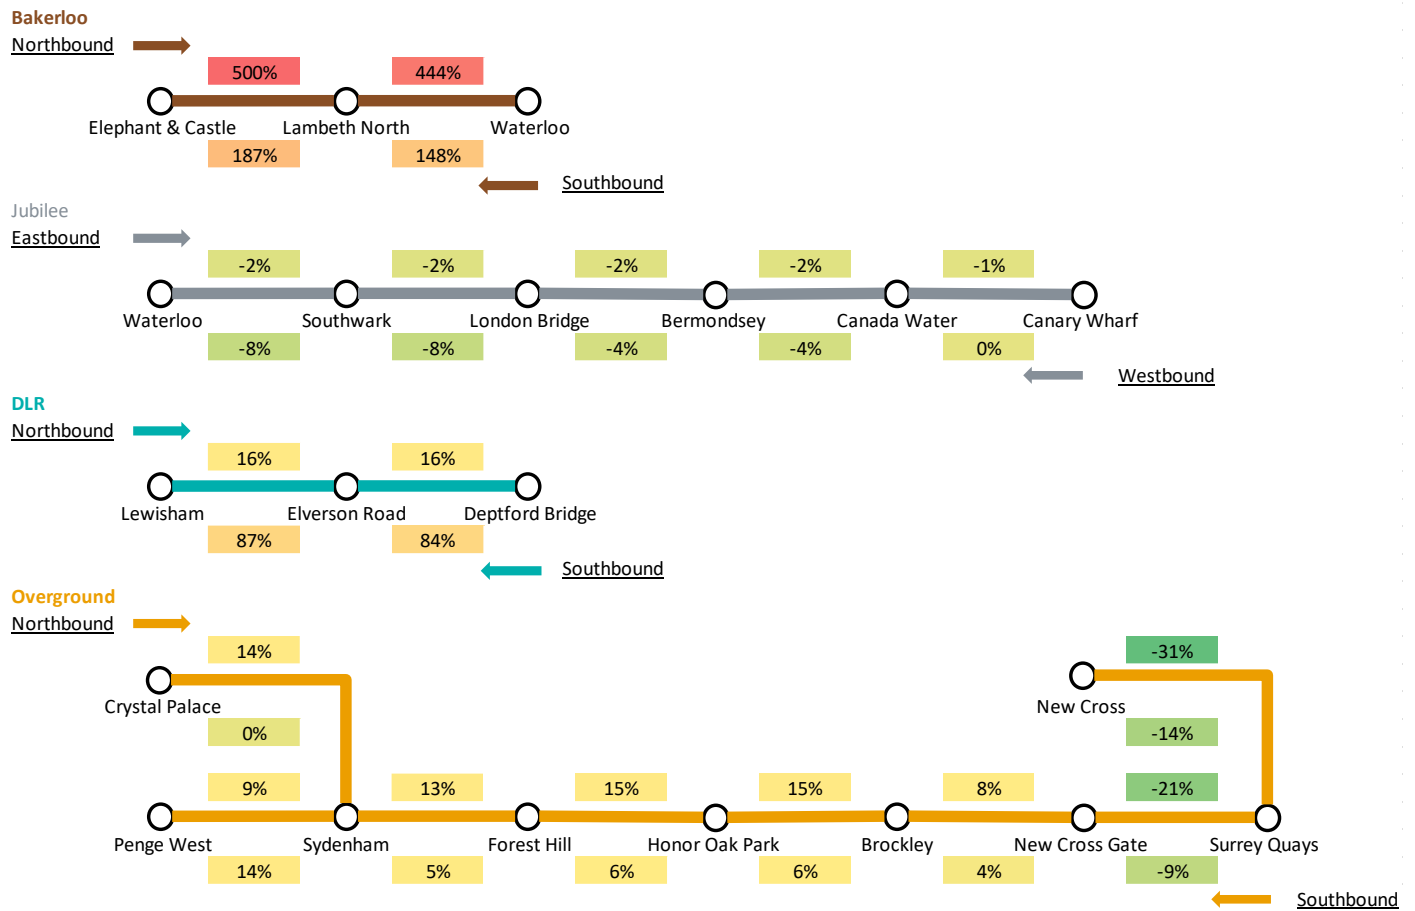 Bakerloo
Northbound
500% 444%
Elephant & Castle Lambeth North Waterloo
187% 148%
Southbound
Jubilee
Eastbound
-2% -2% -2% -2% -1%
Waterloo Southwark London Bridge Bermondsey Canada Water Canary Wharf
-8% -8% -4% -4% 0%
Westbound
DLR
Northbound
16% 16%
Lewisham Elverson Road Deptford Bridge
87% 84%
Southbound
Overground
Northbound
14% -31%
Crystal Palace New Cross
0% -14%
9% 13% 15% 15% 8% -21%
Penge West Sydenham Forest Hill Honor Oak Park Brockley New Cross Gate Surrey Quays
14% 5% 6% 6% 4% -9%
Southbound